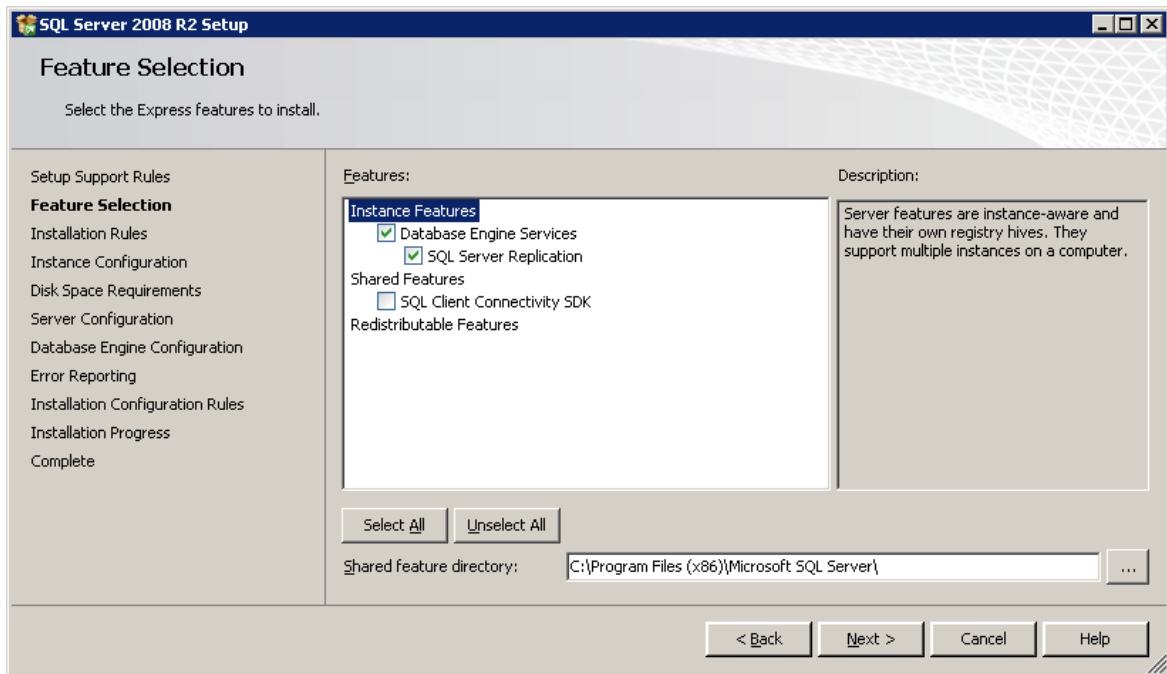 SQL Server 2008 R2 Setup
Feature Selection
Select the Express features to install.
Setup Support Rules
Feature Selection
Installation Rules
Instance Configuration
Disk Space Requirements
Server Configuration
Database Engine Configuration
Error Reporting
Installation Configuration Rules
Installation Progress
Complete
Features:
Instance Features
Database Engine Services
SQL Server Replication
Shared Features
SQL Client Connectivity SDK
Redistributable Features
Description:
Server features are instance-aware and
have their own registry hives. They
support multiple instances on a computer.
Select All
Unselect All
Shared feature directory:
C:\Program Files (x86)\Microsoft SQL Server\
...
< Back
Next >
Cancel
Help